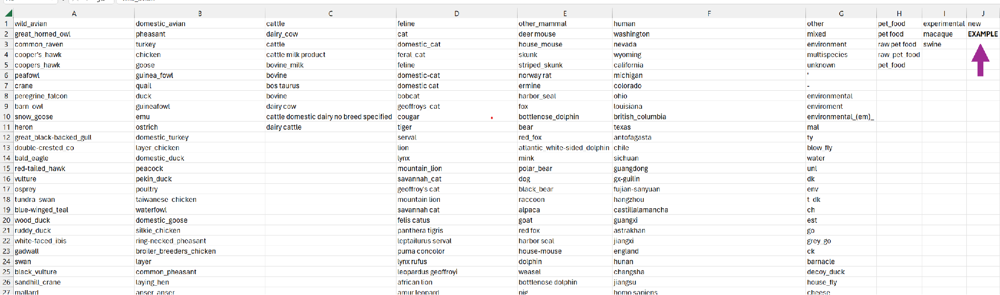 A B C D E F G H I J
1 wild_avian domestic_avian cattle feline other_mammal human other pet_food experimental new
2 great_horned_owl pheasant dairy_cow cat deer mouse washington mixed pet food macaque EXAMPLE
3 common_raven turkey cattle domestic_cat house_mouse nevada environment raw pet food swine
4 cooper's_hawk chicken cattle milk product feral_cat skunk wyoming multispecies raw_pet_food
5 coopers_hawk goose bovine_milk feline striped_skunk california unknown pet_food
6 peafowl guinea_fowl bovine domestic-cat norway rat michigan '
7 crane quail bos taurus domestic cat ermine colorado -
8 peregrine_falcon duck bovine bobcat harbor_seal ohio environmental
9 barn_owl guineafowl dairy cow geoffroys_cat fox louisiana enviroment
10 snow_goose emu cattle domestic dairy no breed specified cougar bottlenose_dolphin british_columbia environmental_(em)_
11 heron ostrich dairy cattle tiger bear texas mal
12 great_black-backed_gull domestic_turkey serval red_fox antofagasta ty
13 double-crested_co layer_chicken lion atlantic_white-sided_dolphin chile blow_fly
14 bald_eagle domestic_duck lynx mink sichuan water
15 red-tailed_hawk peacock mountain_lion polar_bear guangdong unl
16 vulture pekin_duck savannah_cat dog gx-guilin dk
17 osprey poultry geoffroy's cat black_bear fujian-sanyuan env
18 tundra_swan taiwanese_chicken mountain lion raccoon hangzhou t_dk
19 blue-winged_teal waterfowl savannah cat alpaca castillalamancha ch
20 wood_duck domestic_goose felis catus goat guangxi est
21 ruddy_duck silkie_chicken panthera tigris red fox astrakhan go
22 white-faced_ibis ring-necked_pheasant leptailurus serval harbor seal jiangxi grey_go
23 gadwall broiler_breeders_chicken puma concolor house-mouse england ck
24 swan layer lynx rufus dolphin hunan barnacle
25 black_vulture common_pheasant leopardus geoffroyi weasel changsha decoy_duck
26 sandhill_crane laying_hen african lion bottlenose dolphin jiangsu house_fly
27 mallard anser_anser amur leopard pig homo sapiens cheese